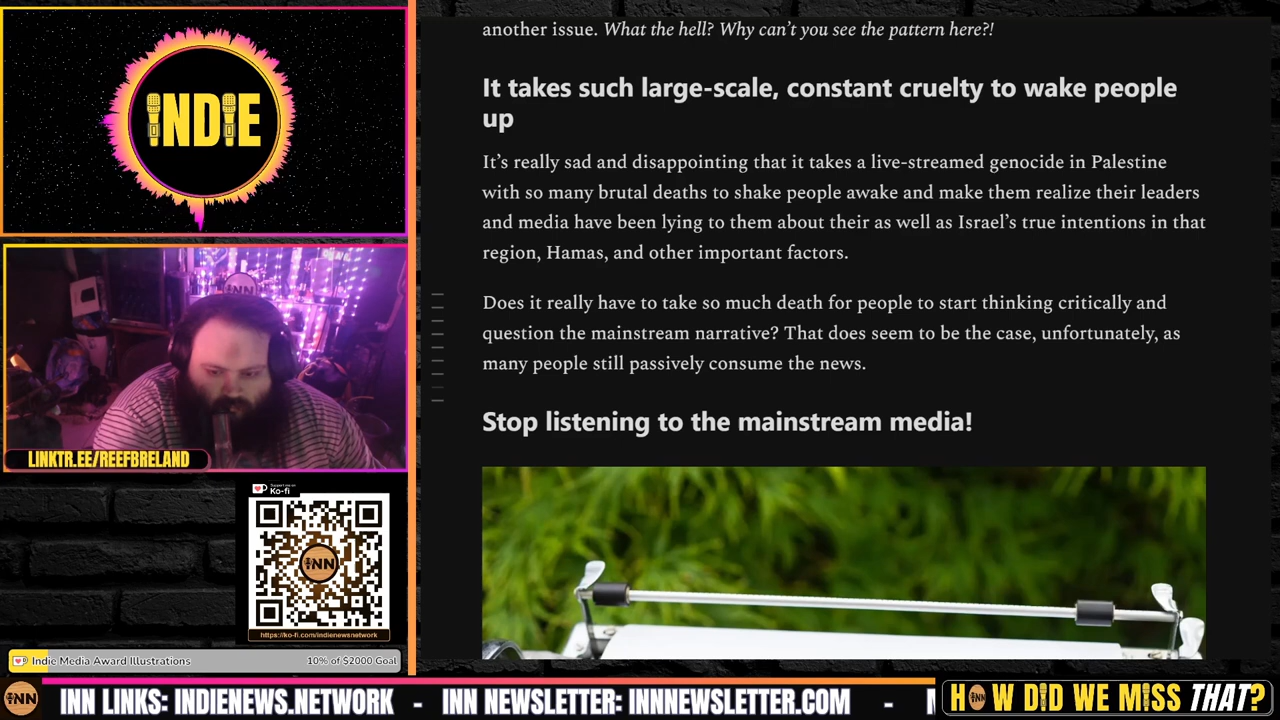 INDIE
INN
LINKTR.EE/REEFBRELAND
Support me on
Ko-fi
INN
https://ko-fi.com/indienewsnetwork
Indie Media Award Illustrations
10% of $2000 Goal
another issue. What the hell? Why can’t you see the pattern here?!
It takes such large-scale, constant cruelty to wake people
up
It’s really sad and disappointing that it takes a live-streamed genocide in Palestine
with so many brutal deaths to shake people awake and make them realize their leaders
and media have been lying to them about their as well as Israel’s true intentions in that
region, Hamas, and other important factors.
Does it really have to take so much death for people to start thinking critically and
question the mainstream narrative? That does seem to be the case, unfortunately, as
many people still passively consume the news.
Stop listening to the mainstream media!
INN
INN LINKS: INDIENEWS.NETWORK - INN NEWSLETTER: INNNEWSLETTER.COM -
HOW DID WE MISS THAT?